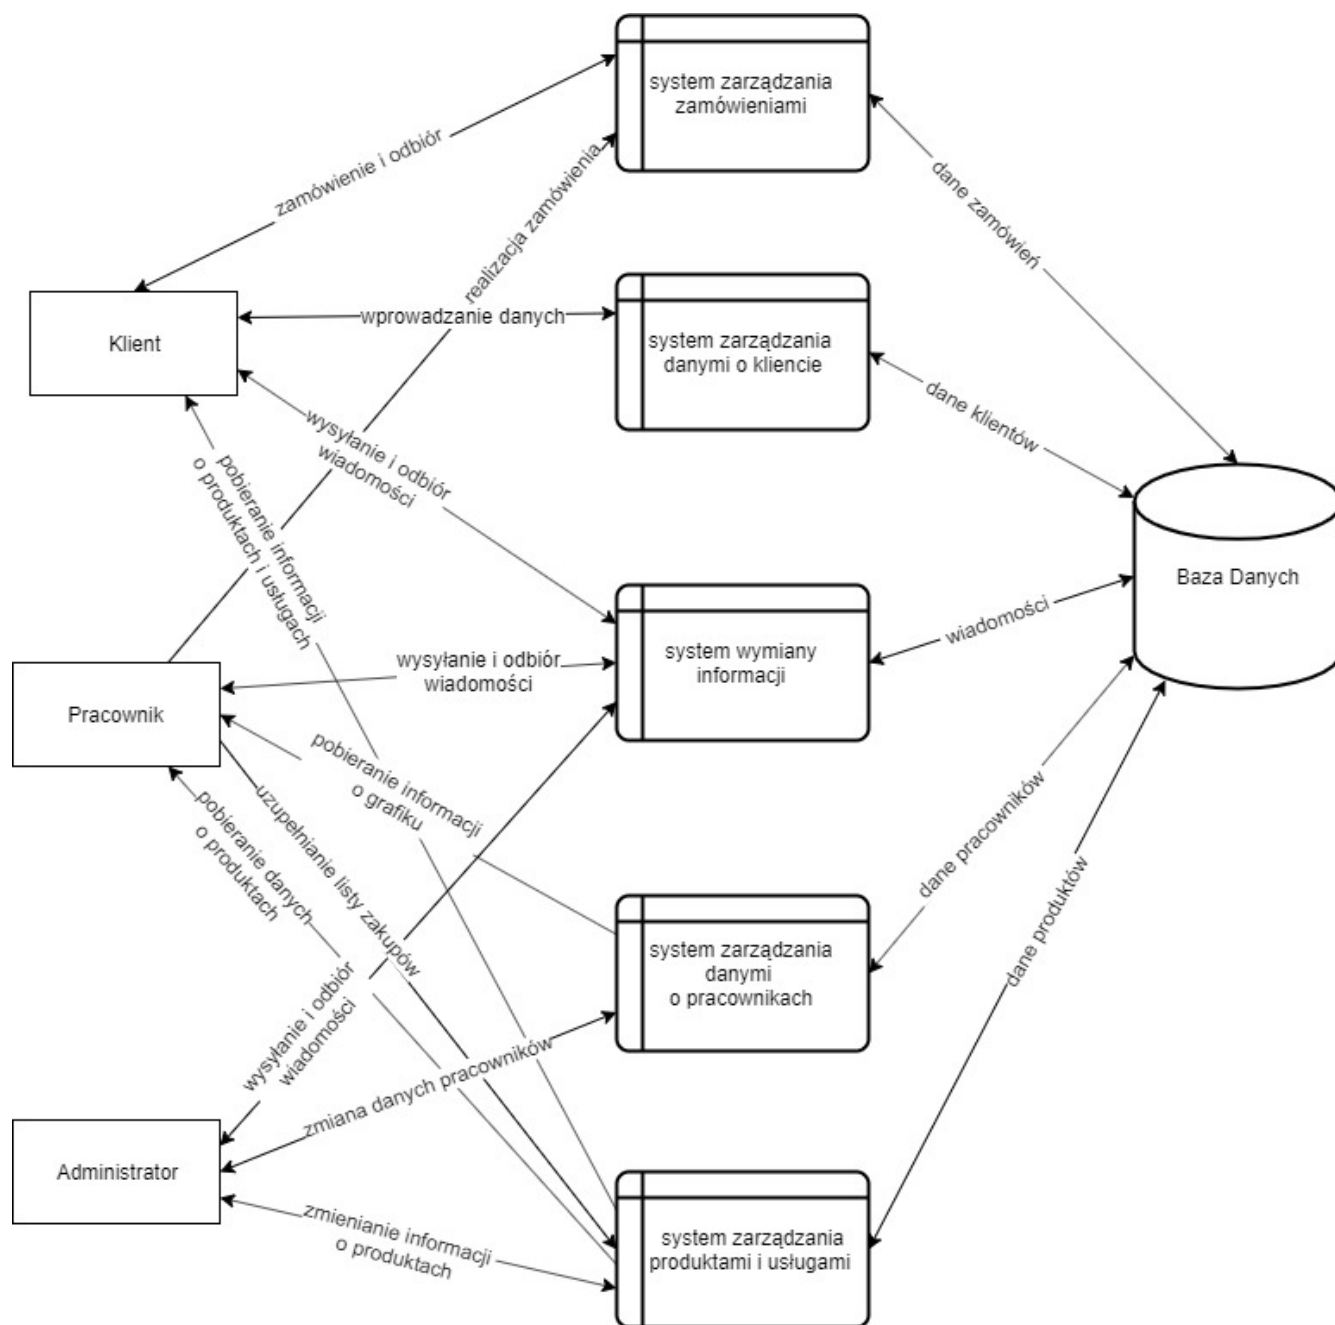 system zarządzania
zamówieniami
zamówienie i odbiór
realizacja zamówienia
dane zamówień
Klient
wprowadzanie danych
system zarządzania
danymi o kliencie
dane klientów
wysyłanie i odbiór
wiadomości
pobieranie informacji
o produktach i usługach
Baza Danych
wysyłanie i odbiór
wiadomości
system wymiany
informacji
wiadomości
Pracownik
pobieranie informacji
o grafiku
uzupełnianie listy zakupów
pobieranie danych
o produktach
dane pracowników
dane produktów
system zarządzania
danymi
o pracownikach
wysyłanie i odbiór
wiadomości
zmiana danych pracowników
Administrator
zmienianie informacji
o produktach
system zarządzania
produktami i usługami